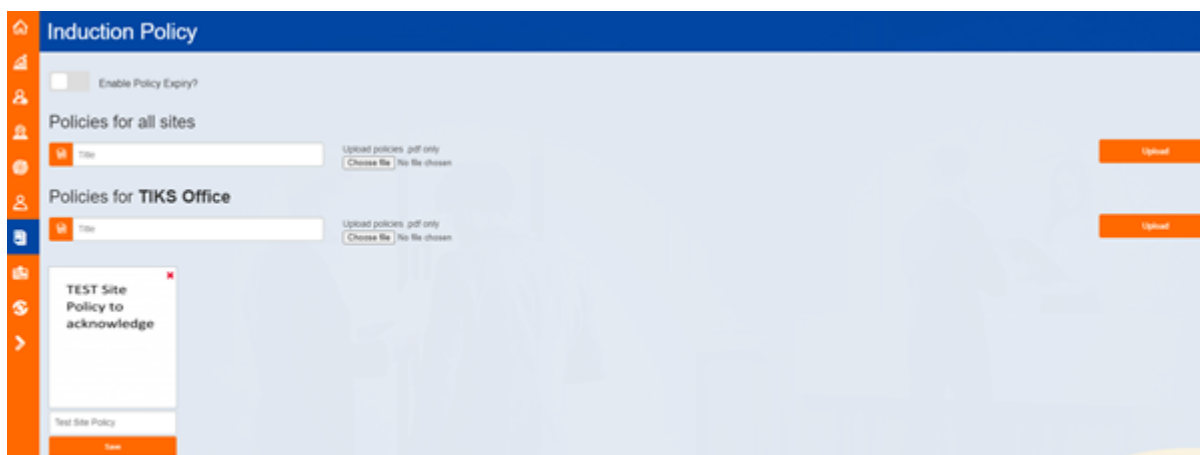 Induction Policy
Enable Policy Expiry?
Policies for all sites
Title
Upload policies .pdf only
Choose file No file chosen
Upload
Policies for TIKS Office
Title
Upload policies .pdf only
Choose file No file chosen
Upload
TEST Site
Policy to
acknowledge
Test Site Policy
Save